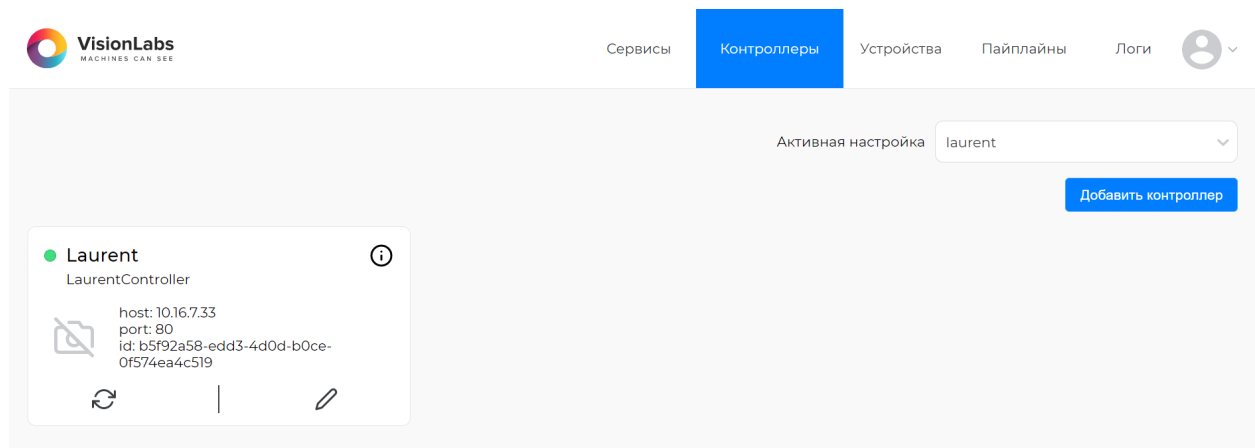 VisionLabs
MACHINES CAN SEE
Сервисы
Контроллеры
Устройства
Пайплайны
Логи
Активная настройка
laurent
Добавить контроллер
Laurent
LaurentController
host: 10.16.7.33
port: 80
id: b5f92a58-edd3-4d0d-b0ce-
0f574ea4c519